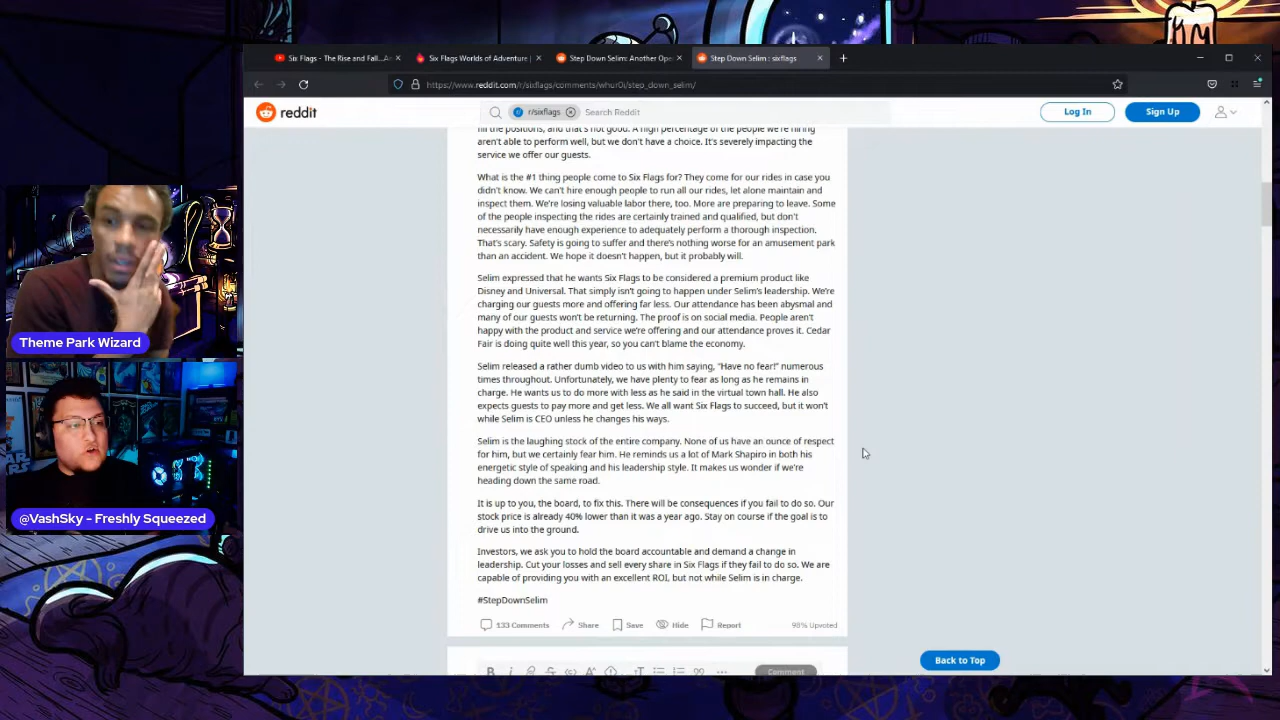 Six Flags - The Rise and Fall...A
Six Flags Worlds of Adventure |
Step Down Selim: Another Ope
Step Down Selim : sixflags
https://www.reddit.com/r/sixflags/comments/whur0i/step_down_selim/
reddit
r/sixflags
Search Reddit
Log In
Sign Up
fill the positions, and that's not good. A high percentage of the people we're hiring
aren't able to perform well, but we don't have a choice. It's severely impacting the
service we offer our guests.
What is the #1 thing people come to Six Flags for? They come for our rides in case you
didn't know. We can't hire enough people to run all our rides, let alone maintain and
inspect them. We're losing valuable labor there, too. More are preparing to leave. Some
of the people inspecting the rides are certainly trained and qualified, but don't
necessarily have enough experience to adequately perform a thorough inspection.
That's scary. Safety is going to suffer and there's nothing worse for an amusement park
than an accident. We hope it doesn't happen, but it probably will.
Selim expressed that he wants Six Flags to be considered a premium product like
Disney and Universal. That simply isn't going to happen under Selim's leadership. We're
charging our guests more and offering far less. Our attendance has been abysmal and
many of our guests won't be returning. The proof is on social media. People aren't
happy with the product and service we're offering and our attendance proves it. Cedar
Fair is doing quite well this year, so you can't blame the economy.
Selim released a rather dumb video to us with him saying, "Have no fear!" numerous
times throughout. Unfortunately, we have plenty to fear as long as he remains in
charge. He wants us to do more with less as he said in the virtual town hall. He also
expects guests to pay more and get less. We all want Six Flags to succeed, but it won't
while Selim is CEO unless he changes his ways.
Selim is the laughing stock of the entire company. None of us have an ounce of respect
for him, but we certainly fear him. He reminds us a lot of Mark Shapiro in both his
energetic style of speaking and his leadership style. It makes us wonder if we're
heading down the same road.
It is up to you, the board, to fix this. There will be consequences if you fail to do so. Our
stock price is already 40% lower than it was a year ago. Stay on course if the goal is to
drive us into the ground.
Investors, we ask you to hold the board accountable and demand a change in
leadership. Cut your losses and sell every share in Six Flags if they fail to do so. We are
capable of providing you with an excellent ROI, but not while Selim is in charge.
#StepDownSelim
133 Comments
Share
Save
Hide
Report
98% Upvoted
Comment
Back to Top
Theme Park Wizard
@VashSky - Freshly Squeezed